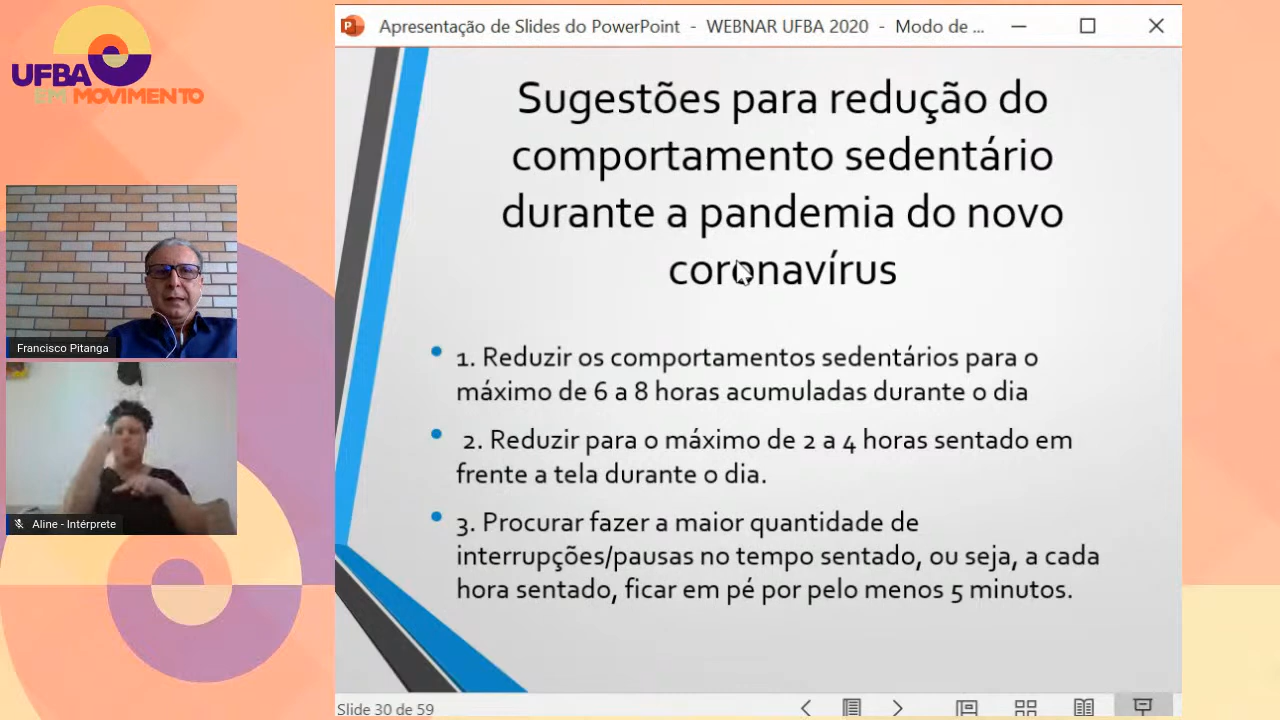 UFBA
EM MOVIMENTO
Apresentação de Slides do PowerPoint - WEBNAR UFBA 2020 - Modo de ...
Sugestões para redução do
comportamento sedentário
durante a pandemia do novo
coronavírus
• 1. Reduzir os comportamentos sedentários para o
máximo de 6 a 8 horas acumuladas durante o dia
• 2. Reduzir para o máximo de 2 a 4 horas sentado em
frente a tela durante o dia.
• 3. Procurar fazer a maior quantidade de
interrupções/pausas no tempo sentado, ou seja, a cada
hora sentado, ficar em pé por pelo menos 5 minutos.
Francisco Pitanga
Aline - Intérprete
Slide 30 de 59